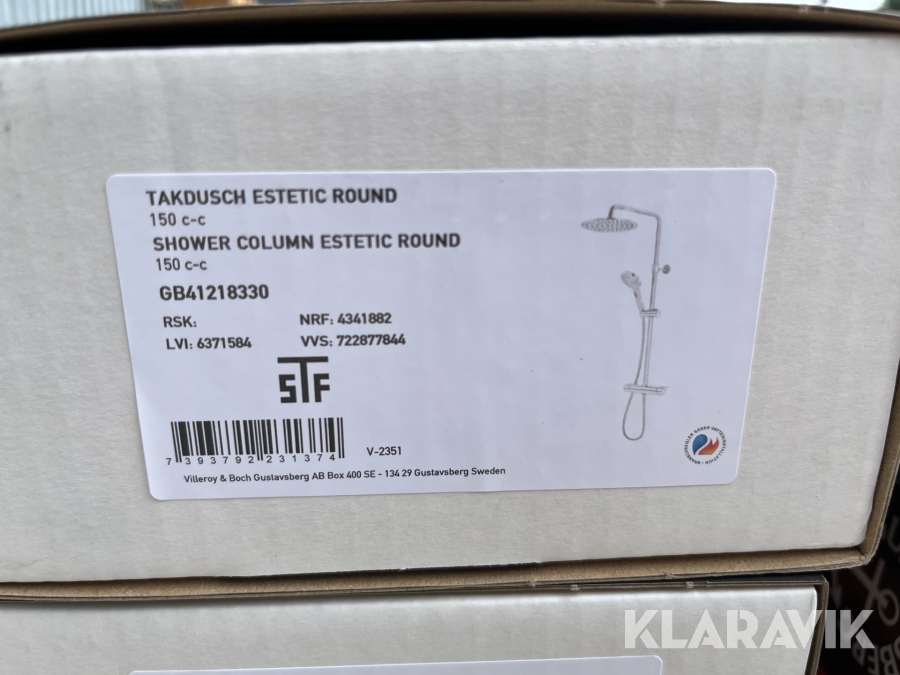 TAKDUSCH ESTETIC ROUND
150 c-c
SHOWER COLUMN ESTETIC ROUND
150 c-c
GB41218330
RSK: NRF: 4341882
LVI: 6371584 VVS: 722877844
STF
7 393792 231374 V-2351
Villeroy & Boch Gustavsberg AB Box 400 SE - 134 29 Gustavsberg Sweden
KLARAVIK